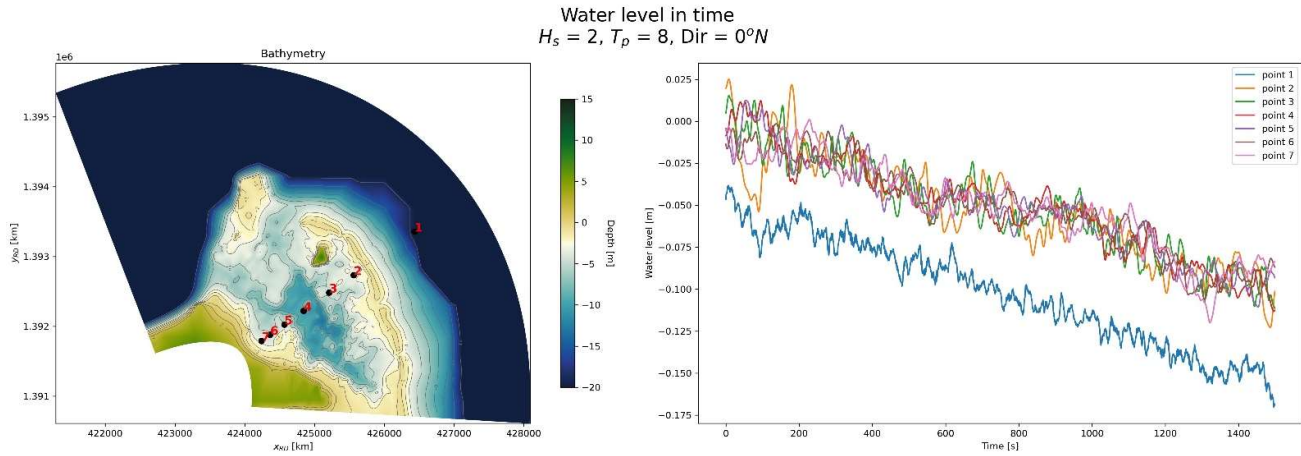 Water level in time
H_s = 2, T_p = 8, Dir = 0°N
Bathymetry
1e6
1.395
1.394
1.393
1.392
1.391
y_RD [km]
422000
423000
424000
425000
426000
427000
428000
x_RD [km]
1
2
3
4
5
6
7
15
10
5
0
−5
−10
−15
−20
Depth [m]
0.025
0.000
−0.025
−0.050
−0.075
−0.100
−0.125
−0.150
−0.175
Water level [m]
0
200
400
600
800
1000
1200
1400
Time [s]
point 1
point 2
point 3
point 4
point 5
point 6
point 7